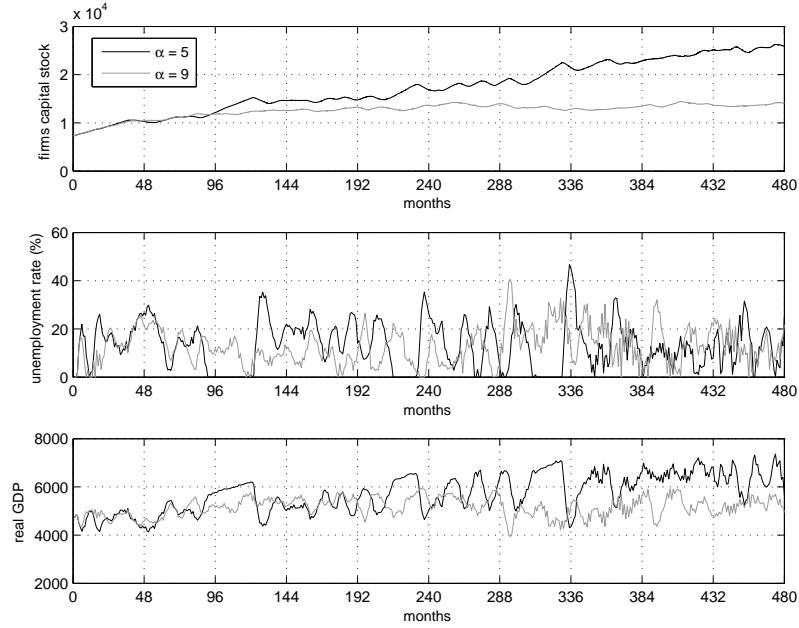 x 10^4
3
2
1
0
firms capital stock
α = 5
α = 9
0 48 96 144 192 240 288 336 384 432 480
months
60
40
20
0
unemployment rate (%)
0 48 96 144 192 240 288 336 384 432 480
months
8000
6000
4000
2000
real GDP
0 48 96 144 192 240 288 336 384 432 480
months